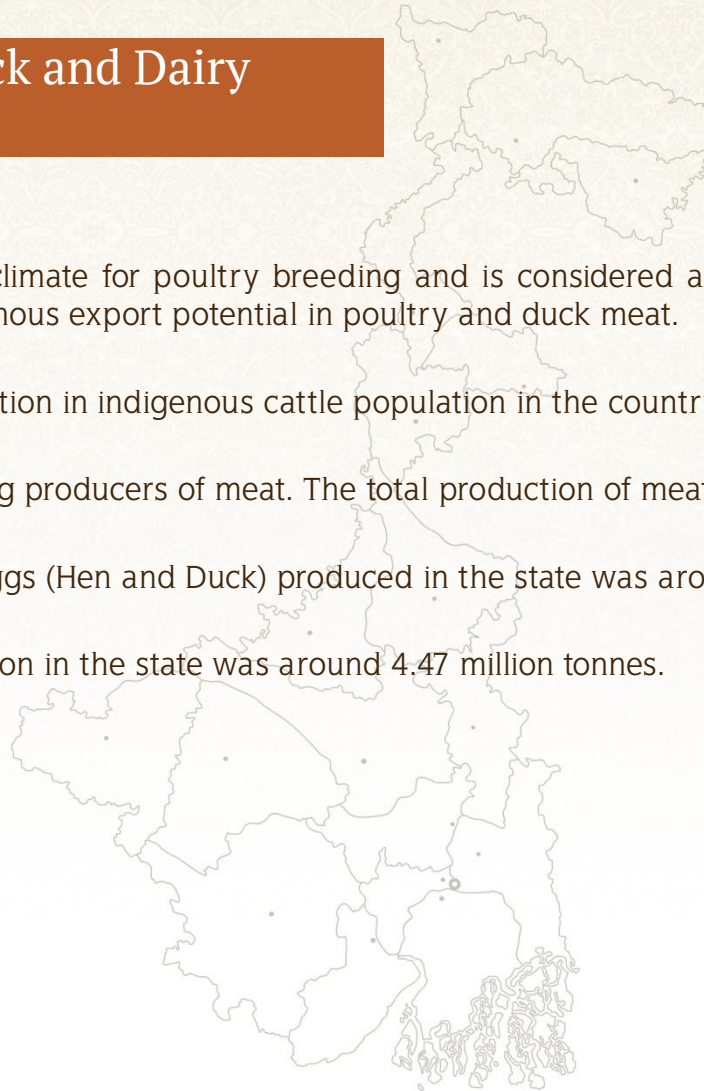 ck and Dairy
climate for poultry breeding and is considered a
nous export potential in poultry and duck meat.
tion in indigenous cattle population in the countr
g producers of meat. The total production of meat
ggs (Hen and Duck) produced in the state was aro
on in the state was around 4.47 million tonnes.